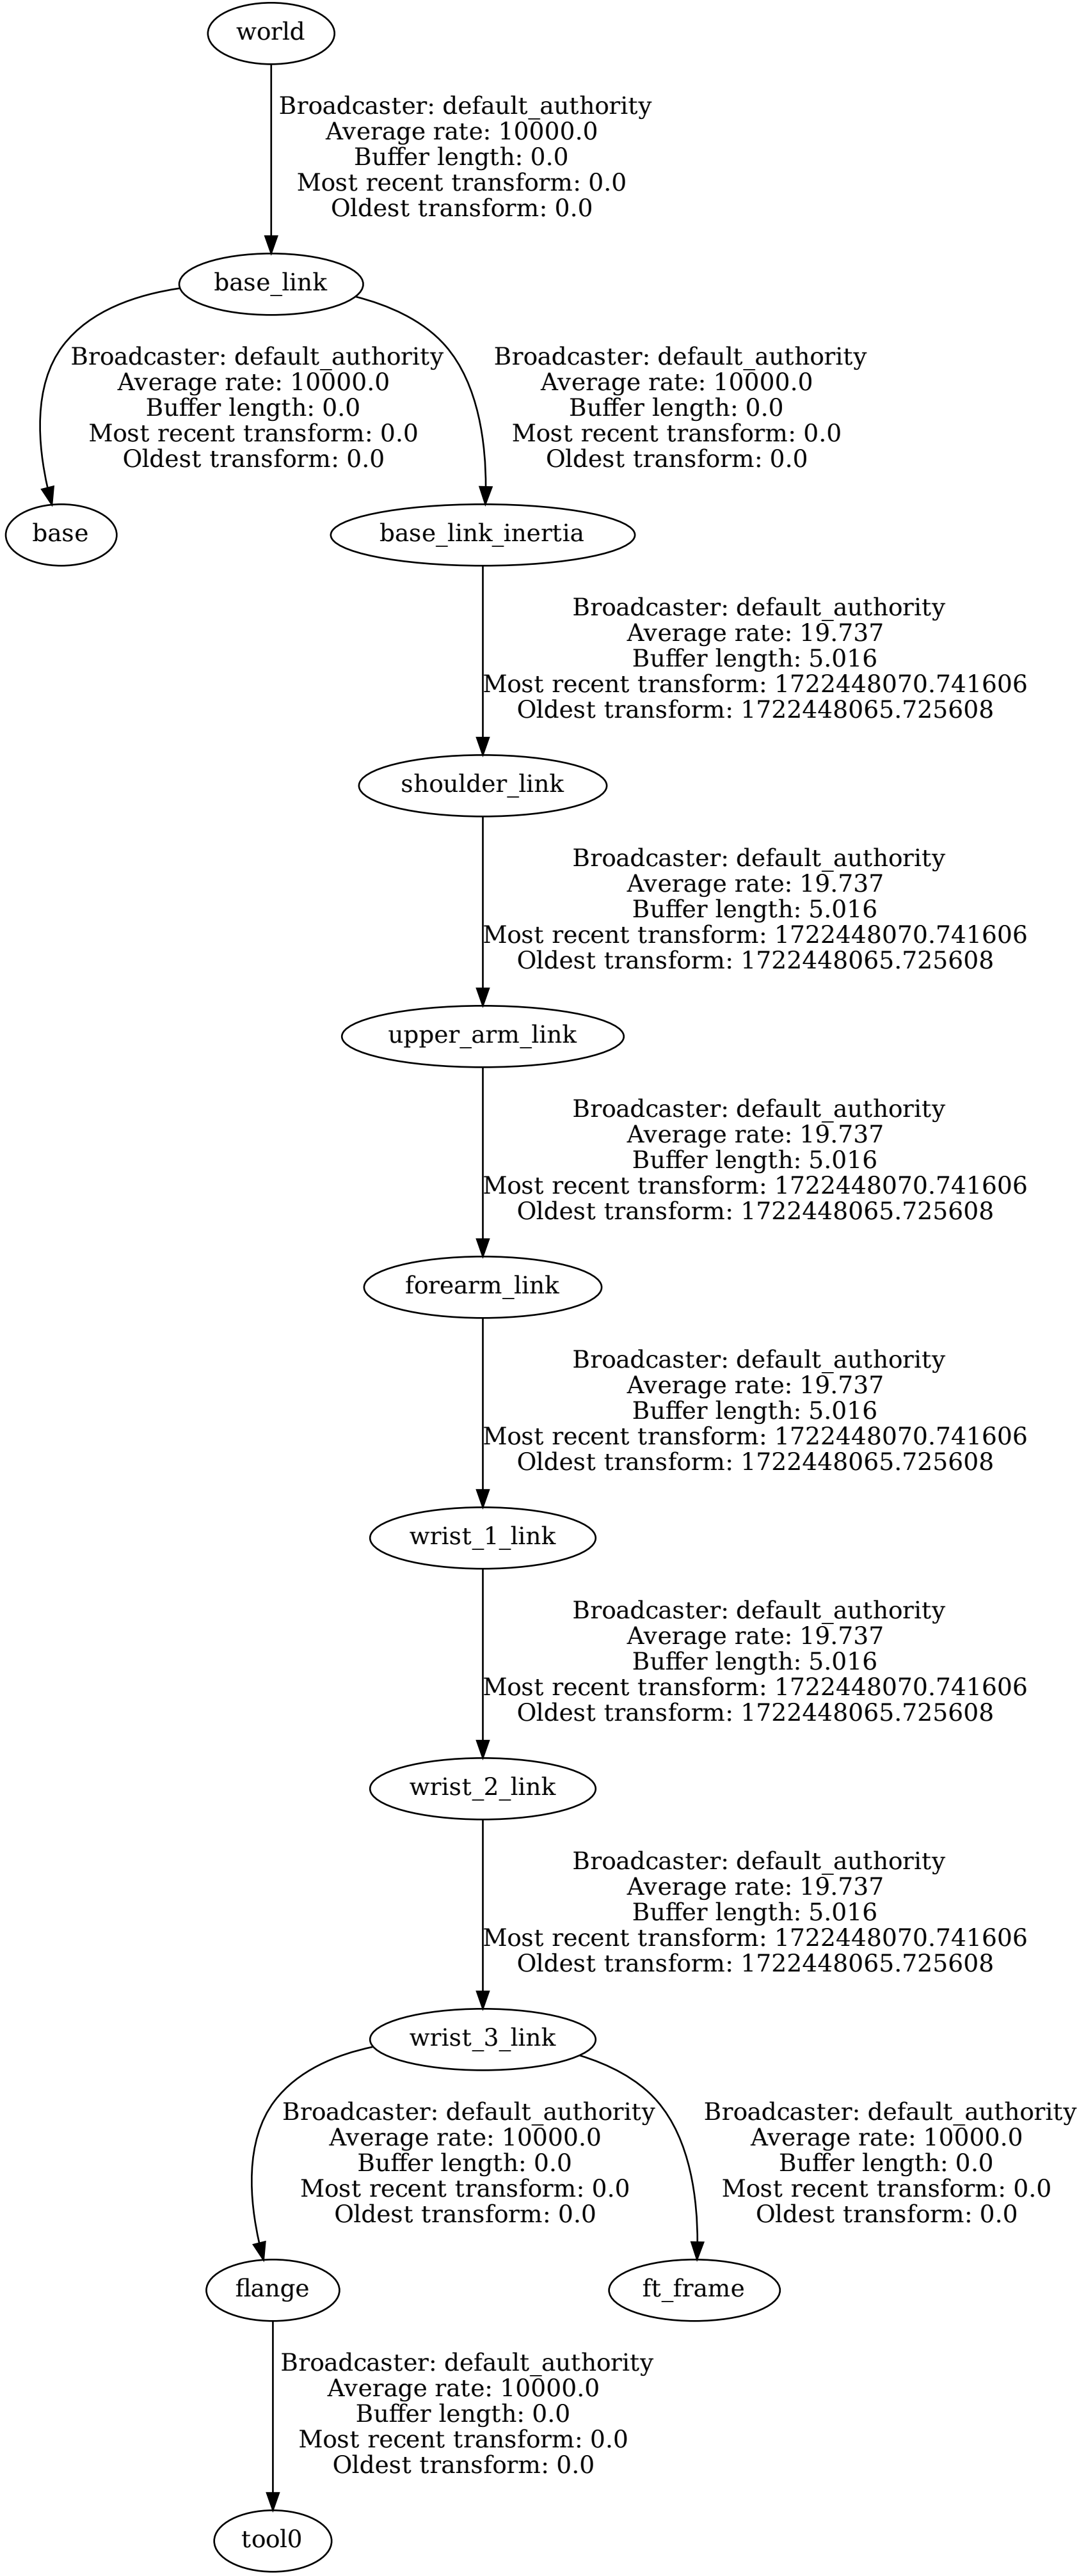 world
Broadcaster: default_authority
Average rate: 10000.0
Buffer length: 0.0
Most recent transform: 0.0
Oldest transform: 0.0
base_link
Broadcaster: default_authority
Average rate: 10000.0
Buffer length: 0.0
Most recent transform: 0.0
Oldest transform: 0.0
Broadcaster: default_authority
Average rate: 10000.0
Buffer length: 0.0
Most recent transform: 0.0
Oldest transform: 0.0
base
base_link_inertia
Broadcaster: default_authority
Average rate: 19.737
Buffer length: 5.016
Most recent transform: 1722448070.741606
Oldest transform: 1722448065.725608
shoulder_link
Broadcaster: default_authority
Average rate: 19.737
Buffer length: 5.016
Most recent transform: 1722448070.741606
Oldest transform: 1722448065.725608
upper_arm_link
Broadcaster: default_authority
Average rate: 19.737
Buffer length: 5.016
Most recent transform: 1722448070.741606
Oldest transform: 1722448065.725608
forearm_link
Broadcaster: default_authority
Average rate: 19.737
Buffer length: 5.016
Most recent transform: 1722448070.741606
Oldest transform: 1722448065.725608
wrist_1_link
Broadcaster: default_authority
Average rate: 19.737
Buffer length: 5.016
Most recent transform: 1722448070.741606
Oldest transform: 1722448065.725608
wrist_2_link
Broadcaster: default_authority
Average rate: 19.737
Buffer length: 5.016
Most recent transform: 1722448070.741606
Oldest transform: 1722448065.725608
wrist_3_link
Broadcaster: default_authority
Average rate: 10000.0
Buffer length: 0.0
Most recent transform: 0.0
Oldest transform: 0.0
Broadcaster: default_authority
Average rate: 10000.0
Buffer length: 0.0
Most recent transform: 0.0
Oldest transform: 0.0
flange
ft_frame
Broadcaster: default_authority
Average rate: 10000.0
Buffer length: 0.0
Most recent transform: 0.0
Oldest transform: 0.0
tool0